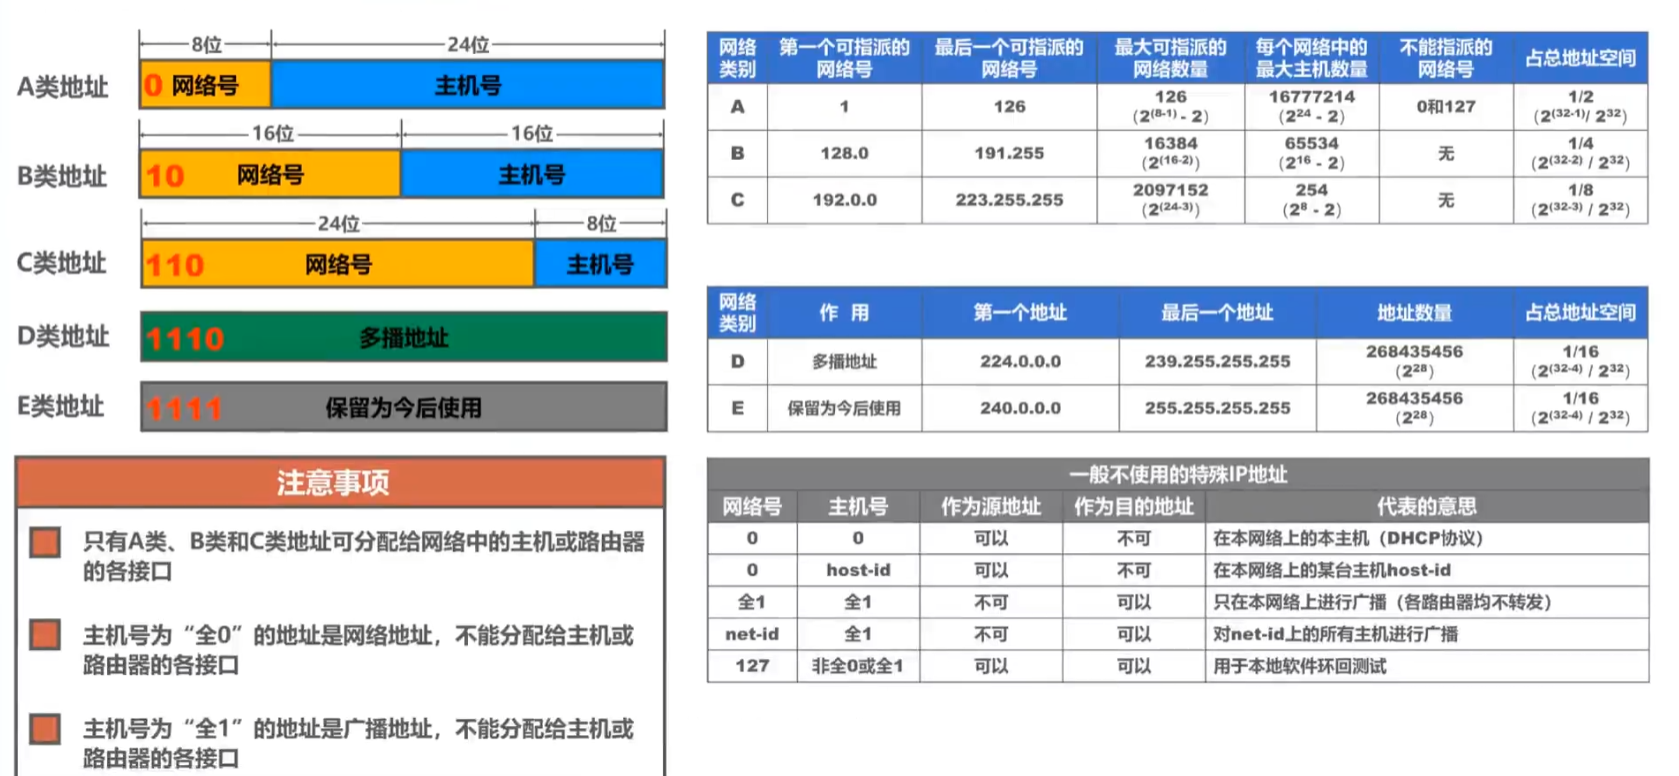 8位 24位
A类地址 0 网络号 主机号
16位 16位
B类地址 10 网络号 主机号
24位 8位
C类地址 110 网络号 主机号
D类地址 1110 多播地址
E类地址 1111 保留为今后使用
注意事项
只有A类、B类和C类地址可分配给网络中的主机或路由器
的各接口
主机号为“全0”的地址是网络地址，不能分配给主机或
路由器的各接口
主机号为“全1”的地址是广播地址，不能分配给主机或
路由器的各接口
网络 第一个可指派的 最后一个可指派的 最大可指派的 每个网络中的 不能指派的
类别 网络号 网络号 网络数量 最大主机数量 网络号 占总地址空间
A 1 126 126 16777214 0和127 1/2
（2^(8-1) - 2） （2^24 - 2） （2^(32-1)/ 2^32）
B 128.0 191.255 16384 65534 无 1/4
（2^(16-2)） （2^16 - 2） （2^(32-2) / 2^32）
C 192.0.0 223.255.255 2097152 254 无 1/8
（2^(24-3)） （2^8 - 2） （2^(32-3) / 2^32）
网络
类别 作 用 第一个地址 最后一个地址 地址数量 占总地址空间
D 多播地址 224.0.0.0 239.255.255.255 268435456 1/16
（2^28） （2^(32-4) / 2^32）
E 保留为今后使用 240.0.0.0 255.255.255.255 268435456 1/16
（2^28） （2^(32-4) / 2^32）
一般不使用的特殊IP地址
网络号 主机号 作为源地址 作为目的地址 代表的意思
0 0 可以 不可 在本网络上的本主机（DHCP协议）
0 host-id 可以 不可 在本网络上的某台主机host-id
全1 全1 不可 可以 只在本网络上进行广播（各路由器均不转发）
net-id 全1 不可 可以 对net-id上的所有主机进行广播
127 非全0或全1 可以 可以 用于本地软件环回测试